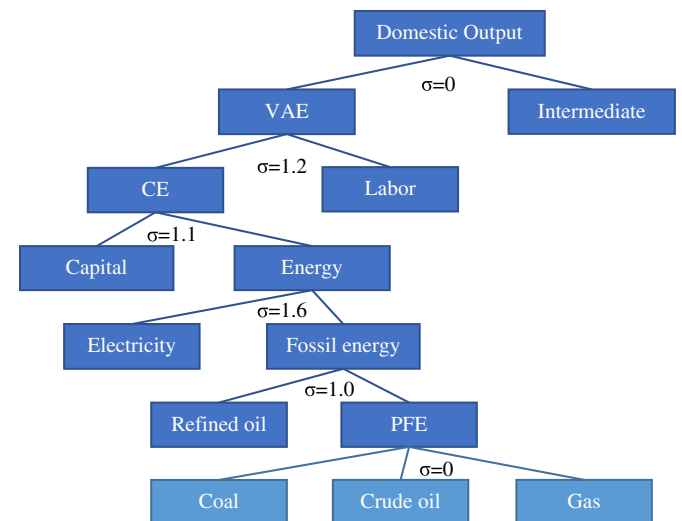 Domestic Output
σ=0
VAE
Intermediate
σ=1.2
CE
Labor
σ=1.1
Capital
Energy
σ=1.6
Electricity
Fossil energy
σ=1.0
Refined oil
PFE
σ=0
Coal
Crude oil
Gas